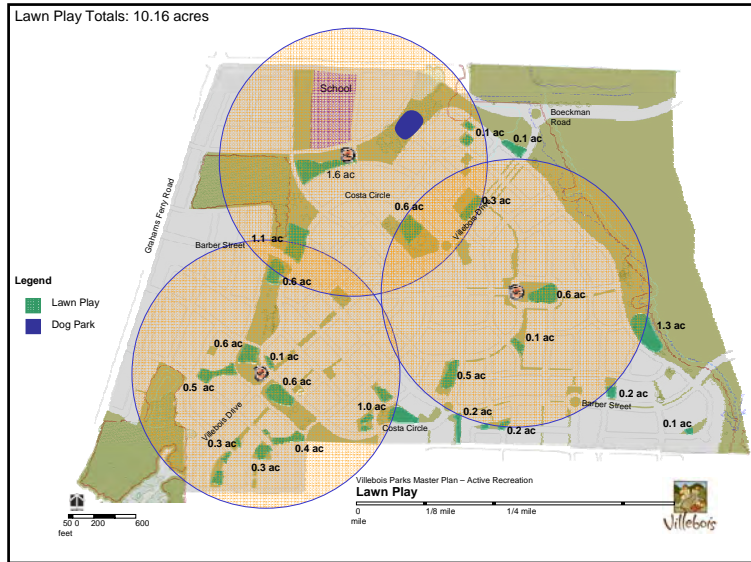 Lawn Play Totals: 10.16 acres
School
Boeckman
Road
0.1 ac
0.1 ac
1.6 ac
Costa Circle
Grahams Ferry Road
0.6 ac
0.3 ac
Villebois Drive
1.1 ac
Barber Street
0.6 ac
Legend
Lawn Play
Dog Park
0.6 ac
1.3 ac
0.6 ac
0.1 ac
0.1 ac
0.5 ac
0.6 ac
0.5 ac
0.2 ac
Barber Street
1.0 ac
0.2 ac
Villebois Drive
Costa Circle
0.2 ac
0.1 ac
0.3 ac
0.4 ac
0.3 ac
Villebois Parks Master Plan – Active Recreation
Lawn Play
0 1/8 mile 1/4 mile
mile
50 0 200 600
feet
Villebois